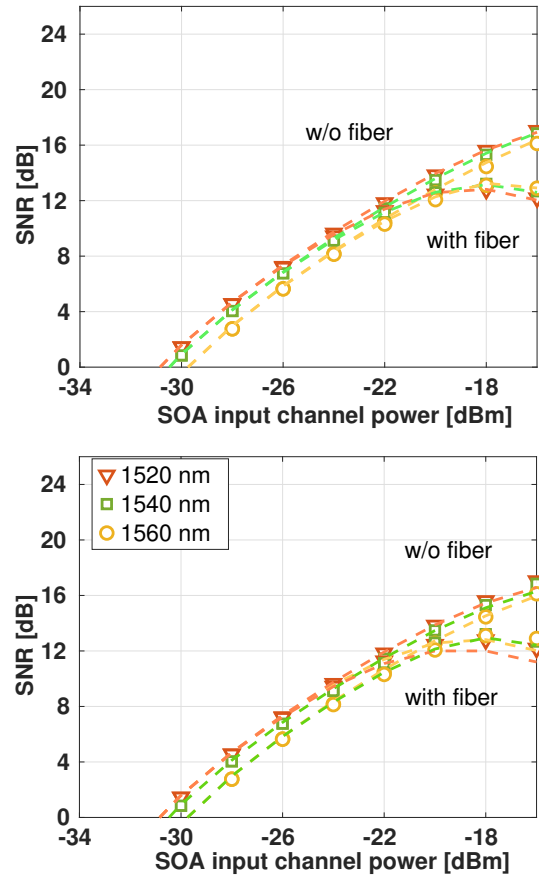 24
20
16
12
8
4
0
SNR [dB]
w/o fiber
with fiber
-34 -30 -26 -22 -18
SOA input channel power [dBm]
1520 nm
1540 nm
1560 nm
24
20
16
12
8
4
0
SNR [dB]
w/o fiber
with fiber
-34 -30 -26 -22 -18
SOA input channel power [dBm]